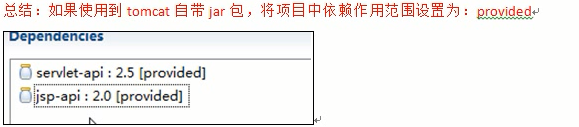 总结：如果使用到 tomcat 自带 jar 包，将项目中依赖作用范围设置为：provided
Dependencies
servlet-api : 2.5 [provided]
jsp-api : 2.0 [provided]